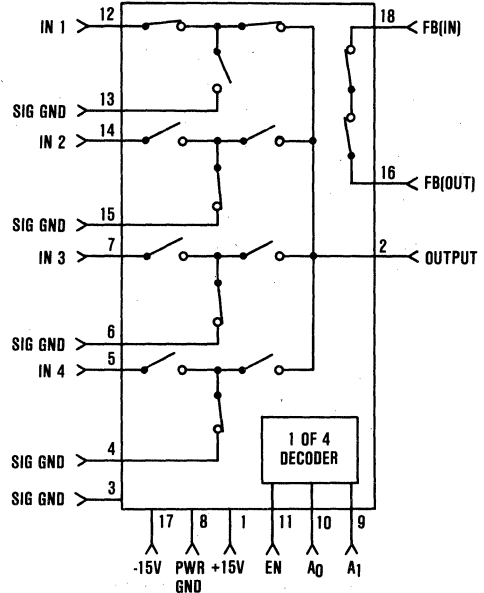 12
IN 1
18
FB(IN)
13
SIG GND
14
IN 2
16
FB(OUT)
15
SIG GND
7
IN 3
2
OUTPUT
6
SIG GND
5
IN 4
1 OF 4
DECODER
4
SIG GND
3
SIG GND
17 8 1 11 10 9
-15V PWR GND +15V EN A0 A1